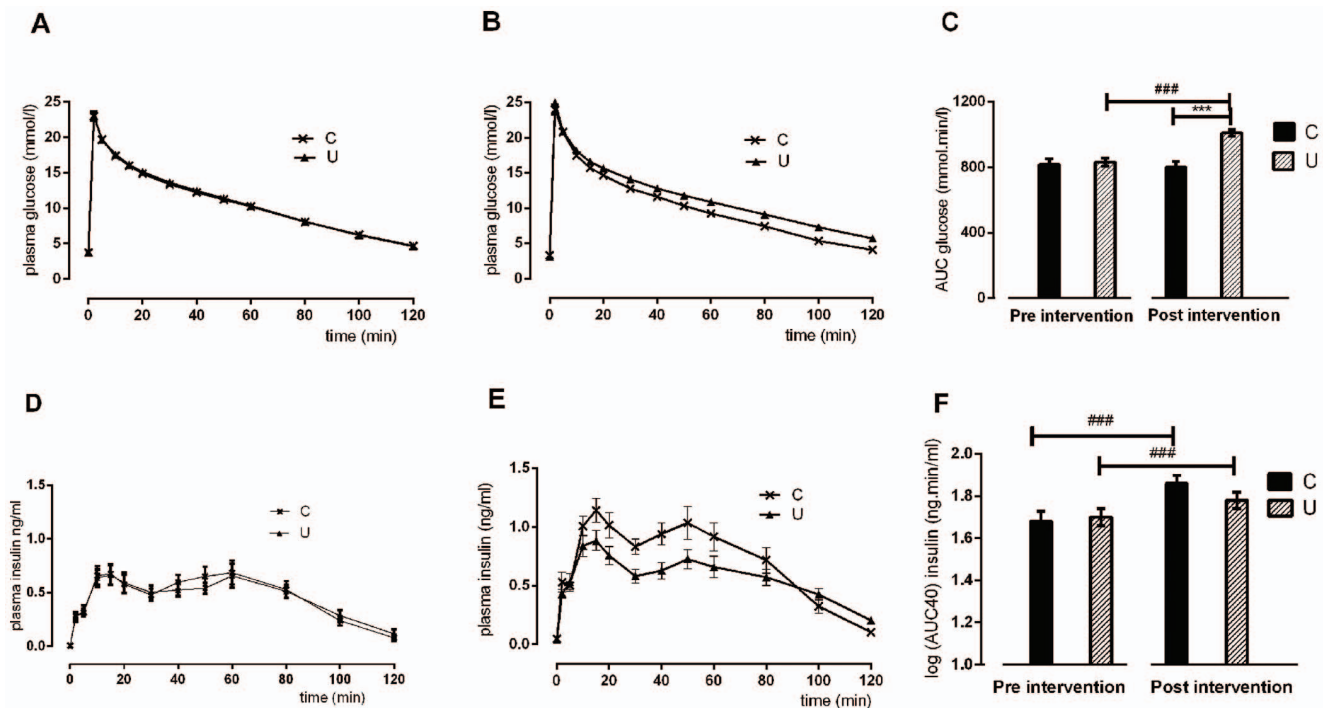 A
B
C
25
20
15
10
5
0
plasma glucose (mmol/l)
C
U
0 20 40 60 80 100 120
time (min)
25
20
15
10
5
0
plasma glucose (mmol/l)
C
U
0 20 40 60 80 100 120
time (min)
1200
800
400
0
AUC glucose (mmol.min/l)
###
***
C
U
Pre intervention Post intervention
D
E
F
1.5
1.0
0.5
0.0
plasma insulin ng/ml
C
U
0 20 40 60 80 100 120
time (min)
1.5
1.0
0.5
0.0
plasma insulin (ng/ml)
C
U
0 20 40 60 80 100 120
time (min)
2.0
1.8
1.6
1.4
1.2
1.0
log (AUC40) insulin (ng.min/ml)
###
###
C
U
Pre intervention Post intervention